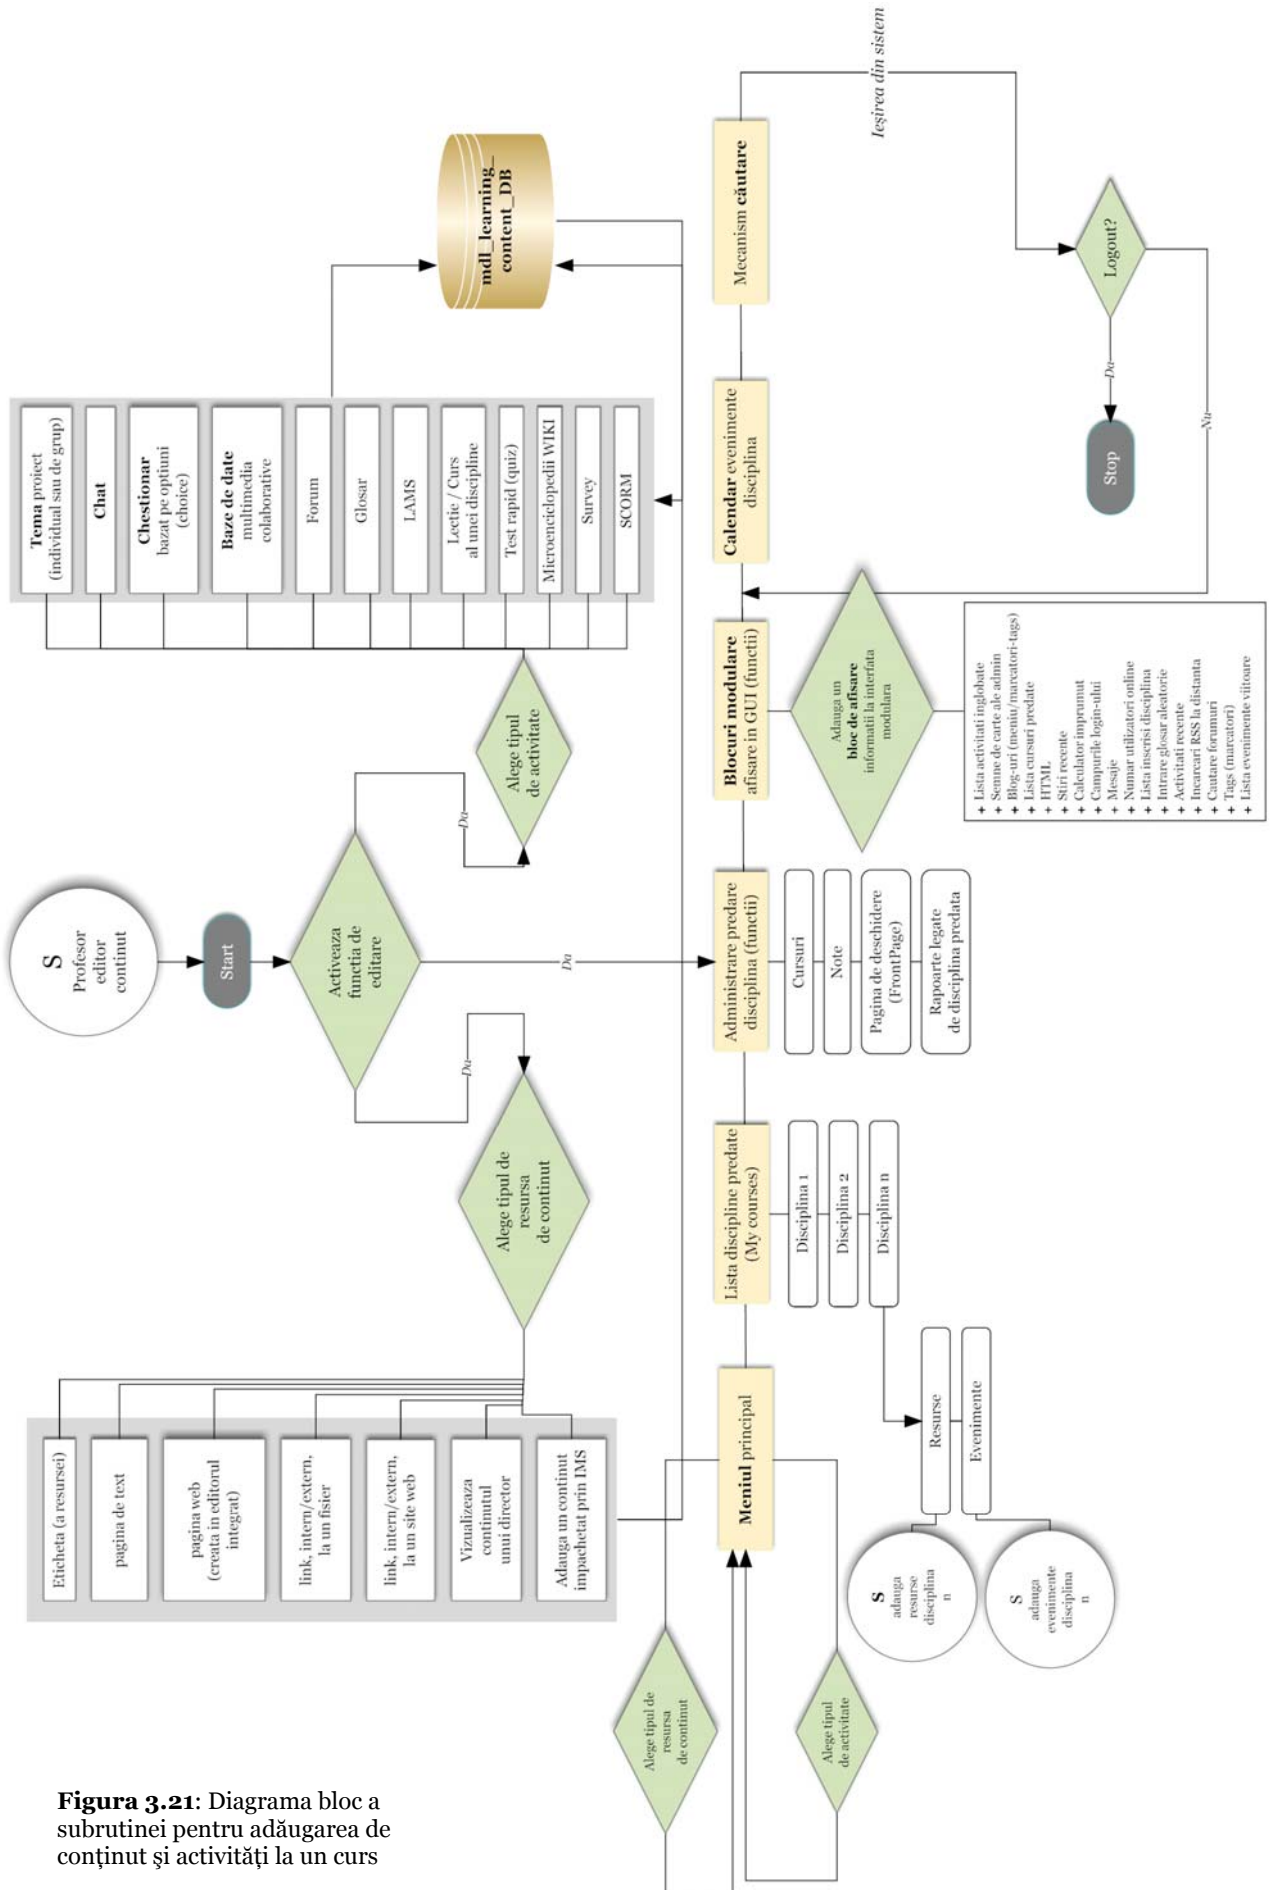 S
Profesor
editor
continut
Start
Activeaza
functia de
editare
Da
Da
Da
Alege tipul de
resursa
de continut
Eticheta (a resursei)
pagina de text
pagina web
(creata in editorul
integrat)
link, intern/extern,
la un fisier
link, intern/extern,
la un site web
Vizualizeaza
continutul
unui director
Adauga un continut
impachetat prin IMS
Alege tipul
de activitate
Tema proiect
(individual sau de grup)
Chat
Chestionar
bazat pe optiuni
(choice)
Baze de date
multimedia
colaborative
Forum
Glosar
LAMS
Lectie / Curs
al unei discipline
Test rapid (quiz)
Microenciclopedii WIKI
Survey
SCORM
mdl_learning_
content_DB
Meniul principal
Lista discipline predate
(My courses)
Administrare predare
disciplina (functii)
Blocuri modulare
afisare in GUI (functii)
Calendar evenimente
disciplina
Mecanism căutare
Ieşirea din sistem
Alege tipul de
resursa
de continut
Alege tipul
de activitate
Disciplina 1
Disciplina 2
Disciplina n
Resurse
Evenimente
S
adauga
resurse
disciplina
n
S
adauga
evenimente
disciplina
n
Cursuri
Note
Pagina de deschidere
(FrontPage)
Rapoarte legate
de disciplina predata
Adauga un
bloc de afisare
informatii la interfata
modulara
+ Lista activitati inglobate
+ Semne de carte ale admin
+ Blog-uri (meniu/marcatori-tags)
+ Lista cursuri predate
+ HTML
+ Stiri recente
+ Calculator imprumut
+ Campurile login-ului
+ Mesaje
+ Numar utilizatori online
+ Lista inscrisi disciplina
+ Intrare glosar aleatorie
+ Activitati recente
+ Incarcari RSS la distanta
+ Cautare forumuri
+ Tags (marcatori)
+ Lista evenimente viitoare
Logout?
Da
Nu
Stop
Figura 3.21: Diagrama bloc a
subrutinei pentru adăugarea de
conţinut şi activităţi la un curs